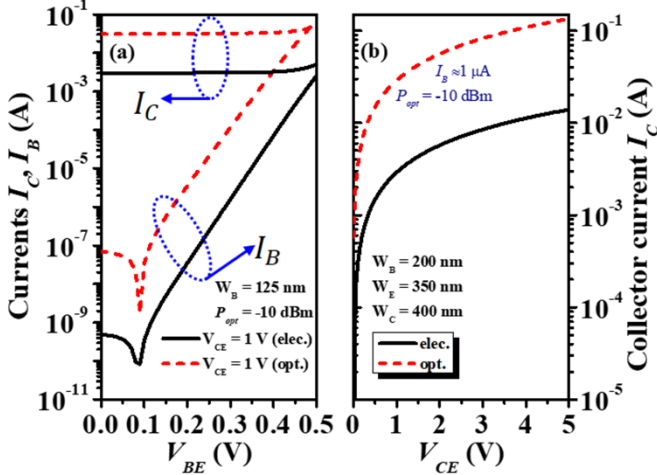 (a)
(b)
Currents I_C, I_B (A)
10^-1
10^-3
10^-5
10^-7
10^-9
10^-11
I_C
I_B
W_B = 125 nm
P_opt = -10 dBm
V_CE = 1 V (elec.)
V_CE = 1 V (opt.)
0.0 0.1 0.2 0.3 0.4 0.5
V_BE (V)
I_B ≈1 μA
P_opt = -10 dBm
W_B = 200 nm
W_E = 350 nm
W_C = 400 nm
elec.
opt.
0 1 2 3 4 5
V_CE (V)
10^-1
10^-2
10^-3
10^-4
10^-5
Collector current I_C (A)